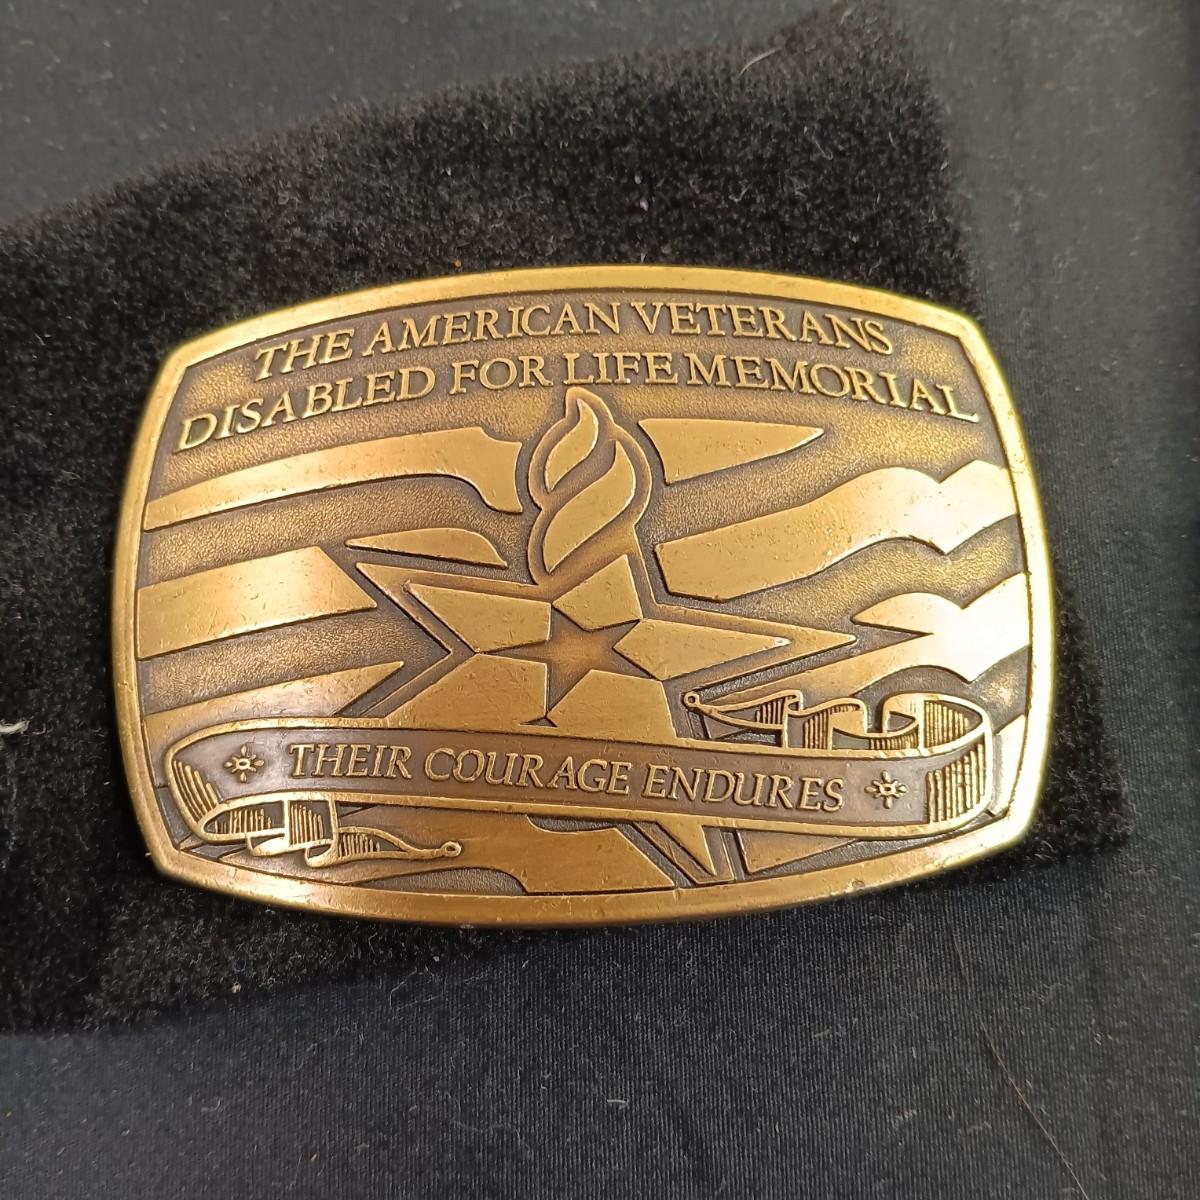 THE AMERICAN VETERANS
DISABLED FOR LIFE MEMORIAL
THEIR COURAGE ENDURES